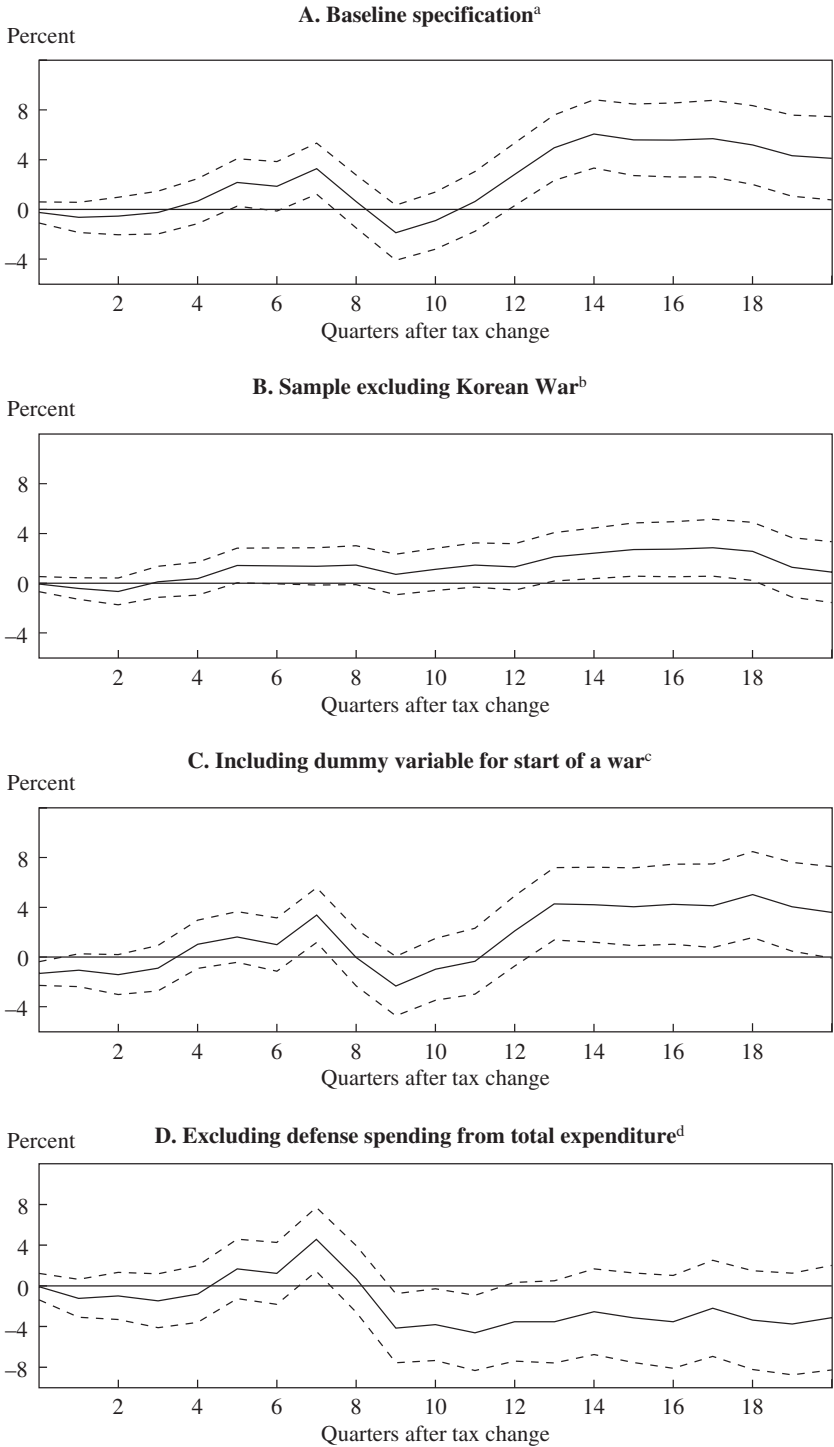 A. Baseline specificationᵃ
Percent
8
4
0
–4
2 4 6 8 10 12 14 16 18
Quarters after tax change
B. Sample excluding Korean Warᵇ
Percent
8
4
0
–4
2 4 6 8 10 12 14 16 18
Quarters after tax change
C. Including dummy variable for start of a warᶜ
Percent
8
4
0
–4
2 4 6 8 10 12 14 16 18
Quarters after tax change
D. Excluding defense spending from total expenditureᵈ
Percent
8
4
0
–4
–8
2 4 6 8 10 12 14 16 18
Quarters after tax change